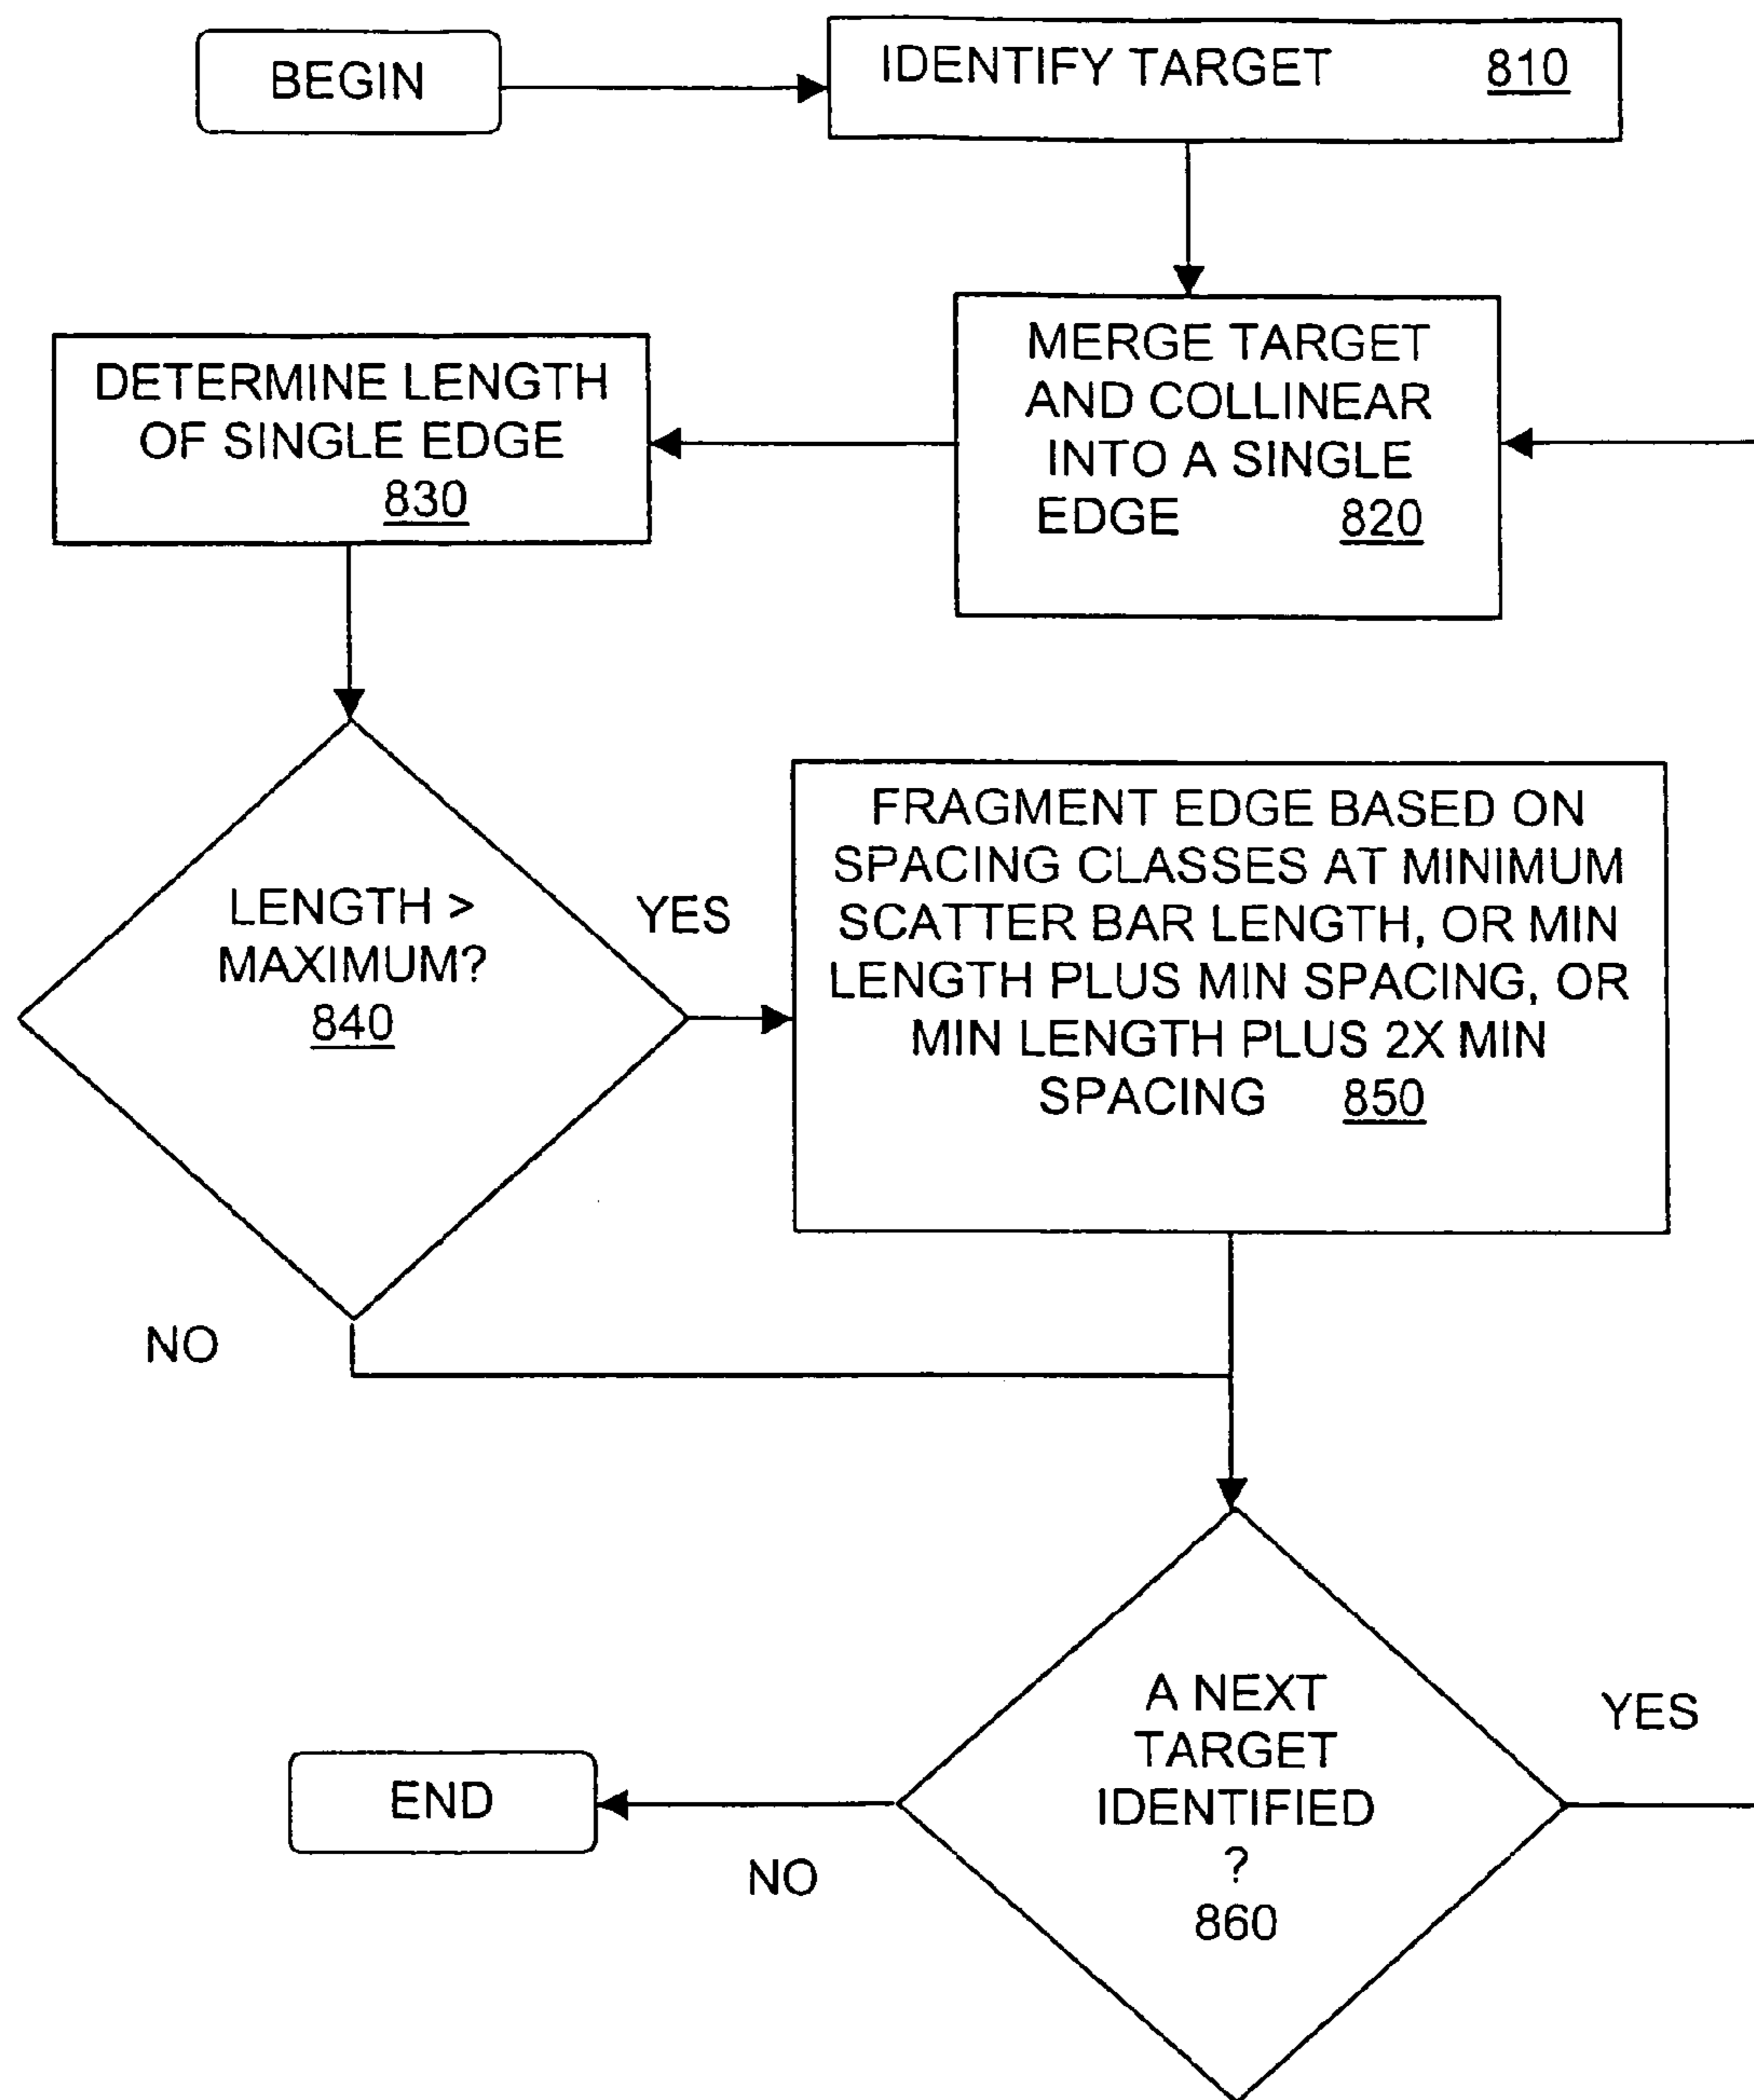 BEGIN
IDENTIFY TARGET 810
MERGE TARGET
AND COLLINEAR
INTO A SINGLE
EDGE 820
DETERMINE LENGTH
OF SINGLE EDGE
830
LENGTH >
MAXIMUM?
840
YES
NO
FRAGMENT EDGE BASED ON
SPACING CLASSES AT MINIMUM
SCATTER BAR LENGTH, OR MIN
LENGTH PLUS MIN SPACING, OR
MIN LENGTH PLUS 2X MIN
SPACING 850
A NEXT
TARGET
IDENTIFIED
?
860
YES
NO
END